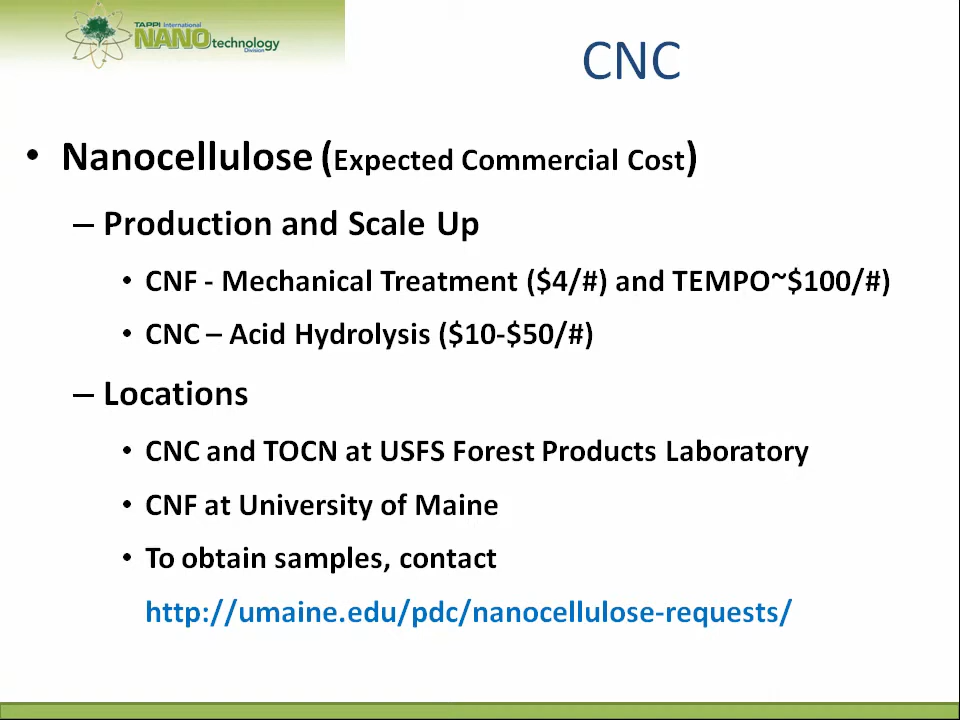 TAPPI International
NANOtechnology
Division
CNC
• Nanocellulose (Expected Commercial Cost)
– Production and Scale Up
• CNF - Mechanical Treatment ($4/#) and TEMPO~$100/#)
• CNC – Acid Hydrolysis ($10-$50/#)
– Locations
• CNC and TOCN at USFS Forest Products Laboratory
• CNF at University of Maine
• To obtain samples, contact
http://umaine.edu/pdc/nanocellulose-requests/